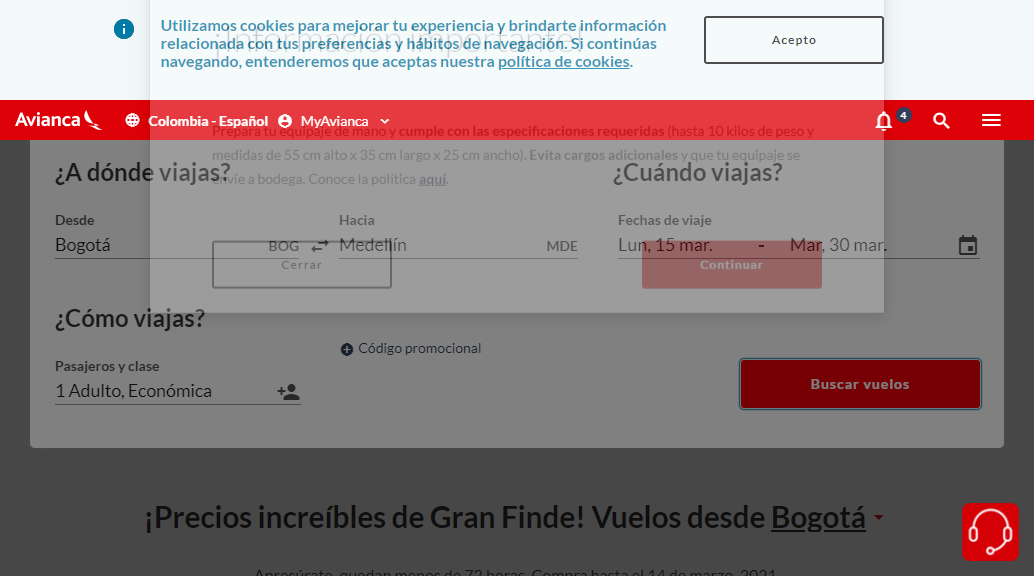 Utilizamos cookies para mejorar tu experiencia y brindarte información
relacionada con tus preferencias y hábitos de navegación. Si continúas
navegando, entenderemos que aceptas nuestra política de cookies.
Acepto
¡Información importante!
Avianca
Colombia - Español
MyAvianca
4
Prepara tu equipaje de mano y cumple con las especificaciones requeridas (hasta 10 kilos de peso y
medidas de 55 cm alto x 35 cm largo x 25 cm ancho). Evita cargos adicionales y que tu equipaje se
envíe a bodega. Conoce la política aquí.
Cerrar
Continuar
¿A dónde viajas?
¿Cuándo viajas?
Desde
Hacia
Fechas de viaje
Bogotá BOG
Medellín MDE
Lun, 15 mar. - Mar, 30 mar.
¿Cómo viajas?
Código promocional
Pasajeros y clase
1 Adulto, Económica
Buscar vuelos
¡Precios increíbles de Gran Finde! Vuelos desde Bogotá
Apresúrate, quedan menos de 72 horas. Compra hasta el 14 de marzo, 2021